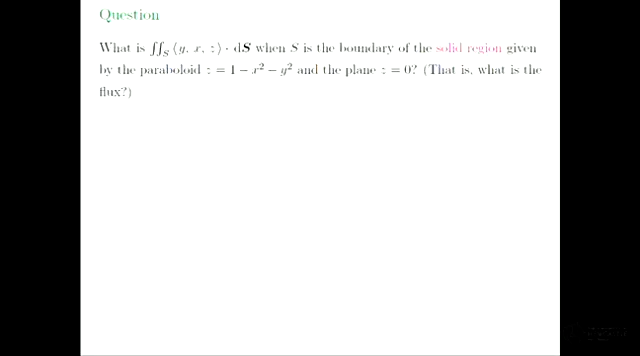 Question
What is ∬_S ⟨y, x, z⟩ · dS when S is the boundary of the solid region given
by the paraboloid z = 1 − x² − y² and the plane z = 0? (That is, what is the
flux?)